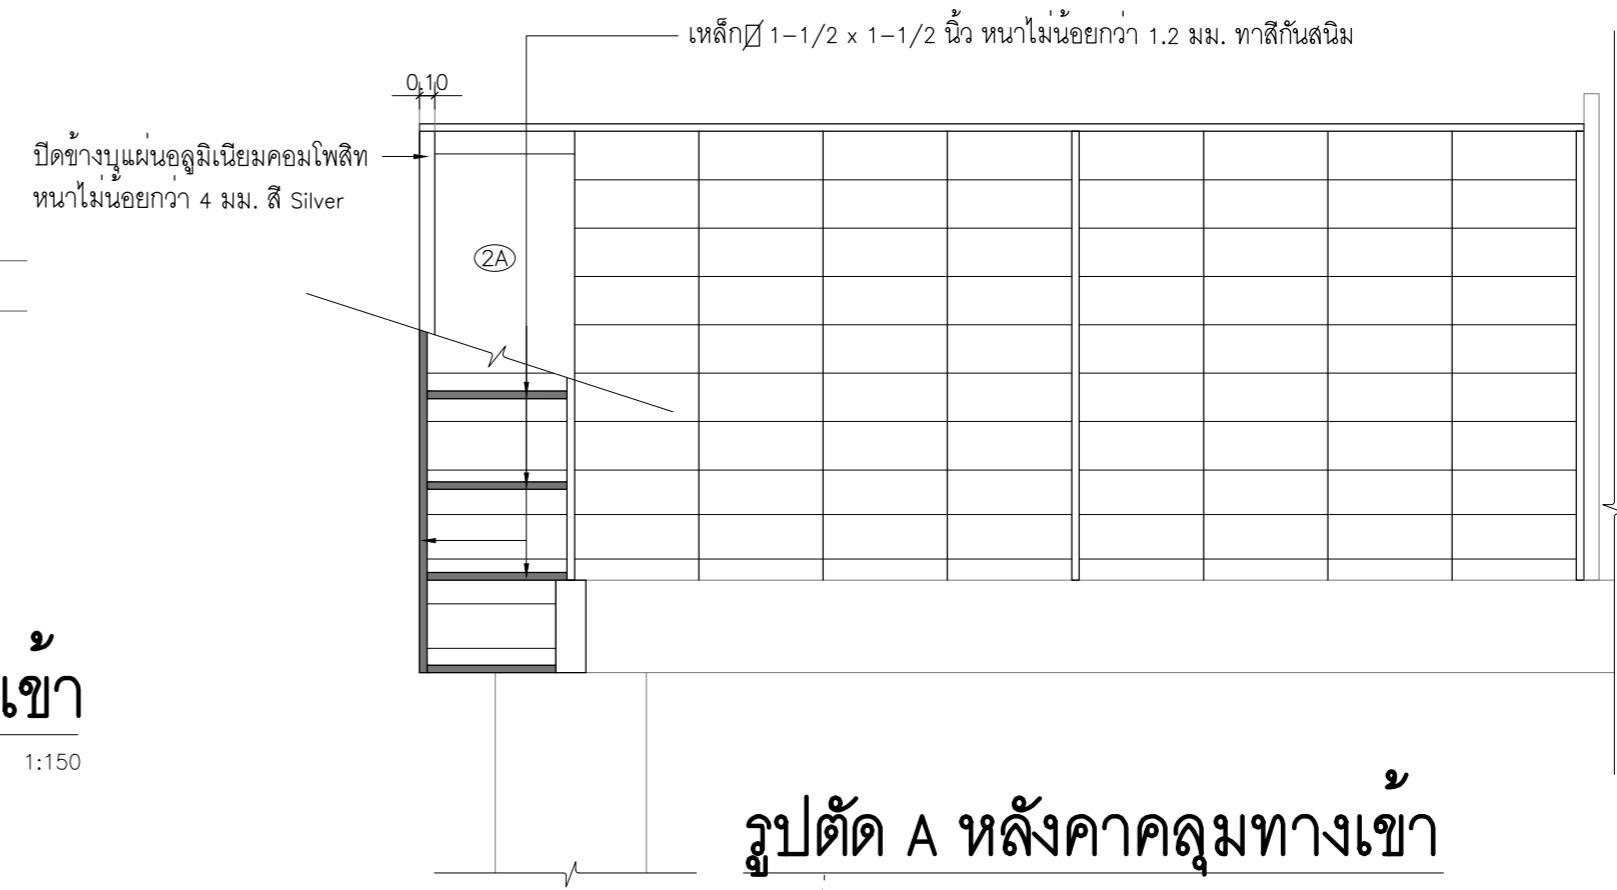 เหล็ก 1-1/2 x 1-1/2 นิ้ว หนาไม่น้อยกว่า 1.2 มม. ทาสีกันสนิม
0.10
ปิดข้างบุแผ่นอลูมิเนียมคอมโพสิท
หนาไม่น้อยกว่า 4 มม. สี Silver
2A
เข้า
1:150
รูปตัด A หลังคาคลุมทางเข้า